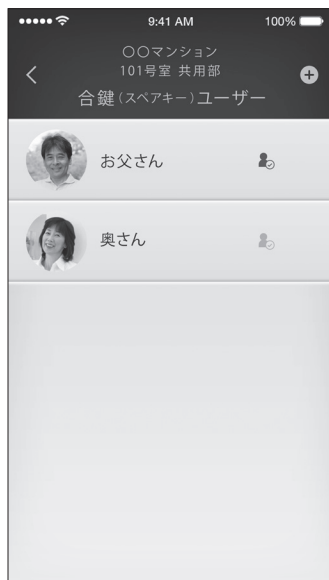 9:41 AM
100%
〇〇マンション
101号室 共用部
合鍵(スペアキー)ユーザー
お父さん
奥さん